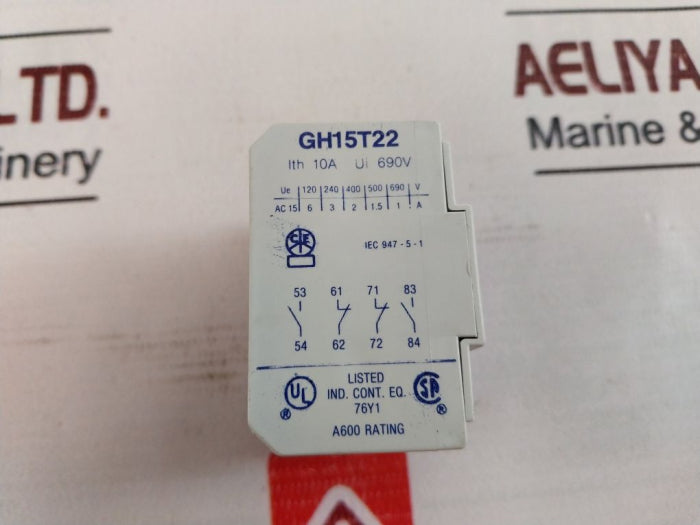 LTD.
inery
AELIYA
Marine &
GH15T22
Ith 10A Ui 690V
Ue 120 240 400 500 690 V
AC 15 6 3 2 1.5 1 A
IEC 947-5-1
53 61 71 83
54 62 72 84
UL
LISTED
IND. CONT. EQ.
76Y1
SA
®
®
A600 RATING